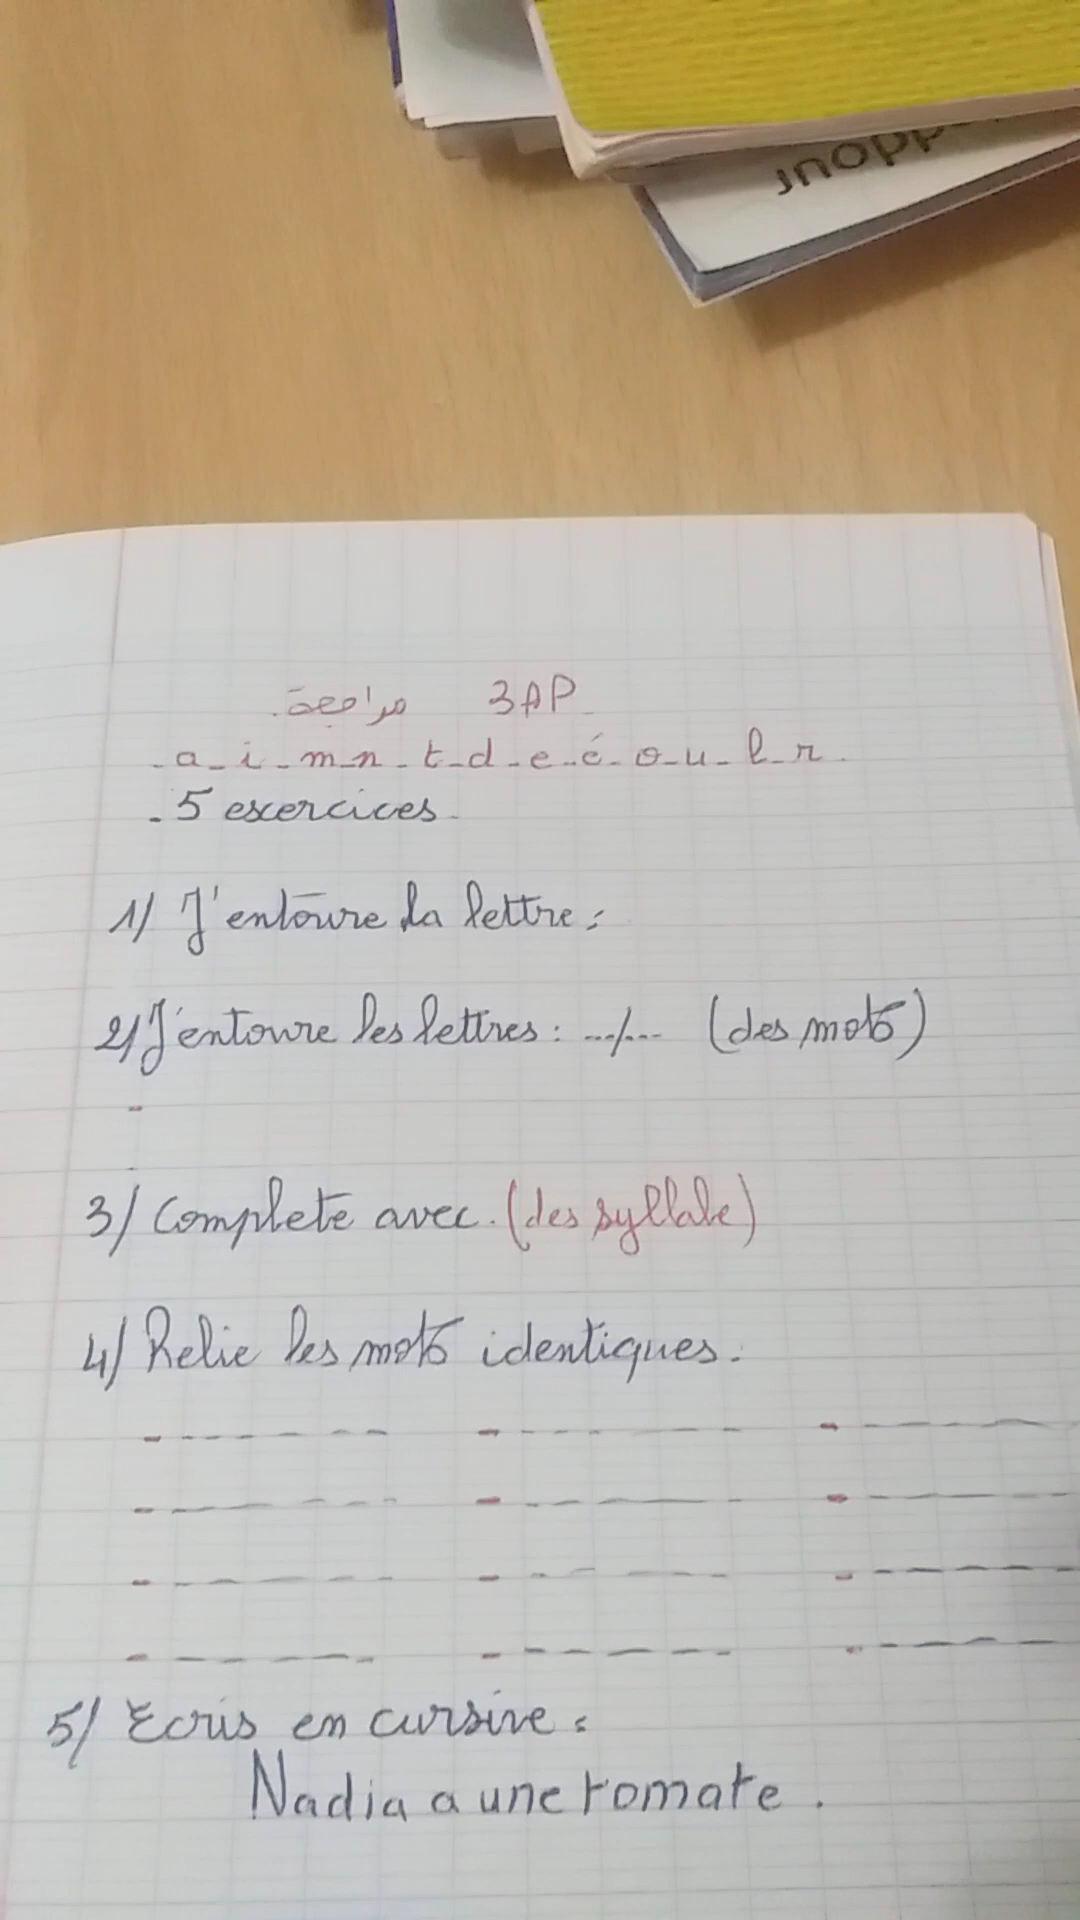 مراجعة 3AP
- a - i - m - n - t - d - e - é - o - u - l - r -
- 5 exercices -
1/ J'entoure la lettre :
2/ J'entoure les lettres : .../... (des mots)
-
3/ Complete avec. (des syllabe)
4/ Relie les mots identiques.
- - - - - - - - - - - - - - - - - -
- - - - - - - - - - - - - - - - - -
- - - - - - - - - - - - - - - - - -
- - - - - - - - - - - - - - - - - -
5/ Ecris en cursive :
Nadia a une tomate .